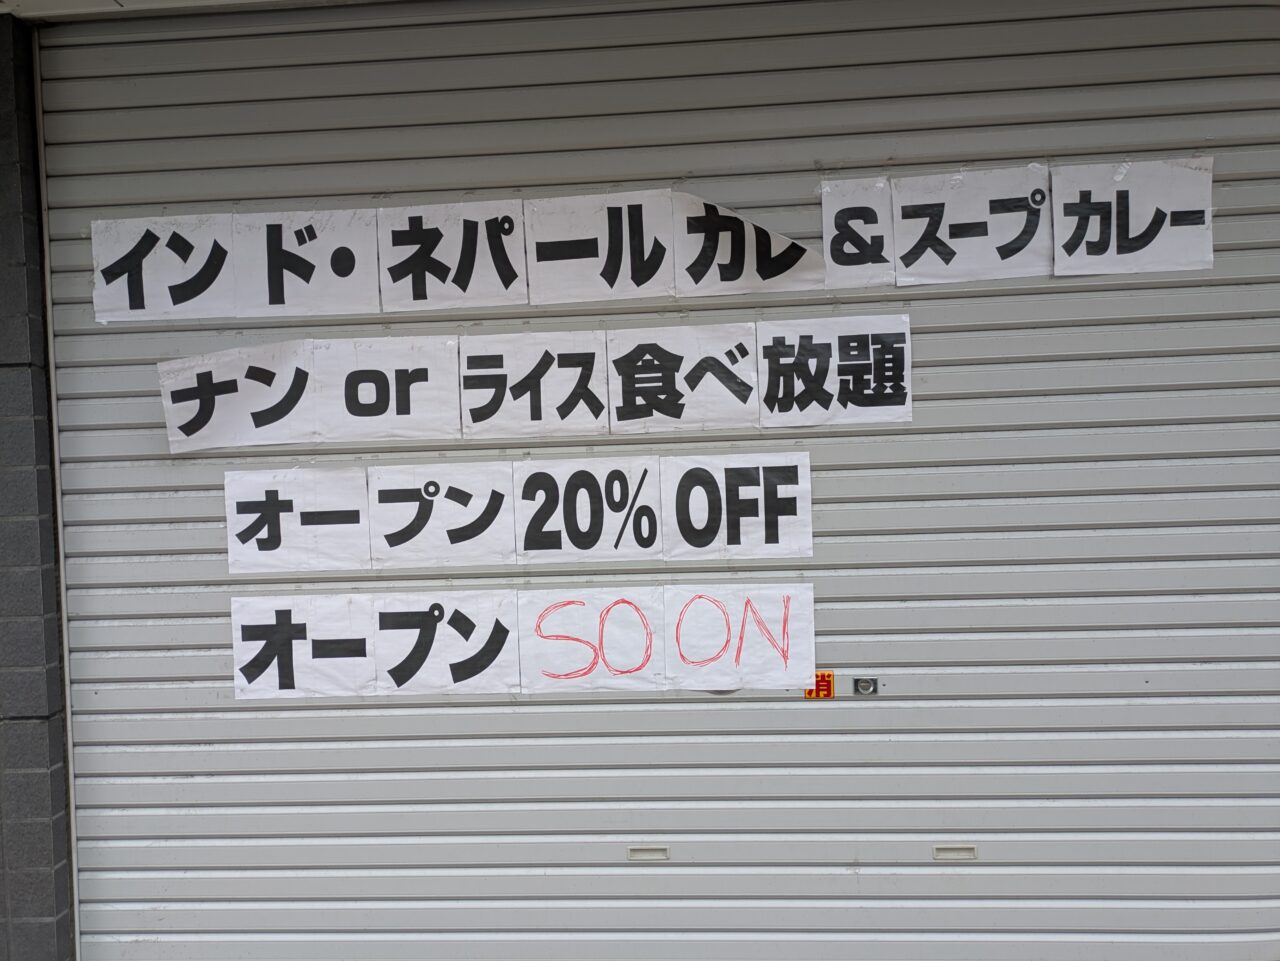 インド・ネパールカレ&スープカレー
ナン or ライス食べ放題
オープン20% OFF
オープンSOON
消